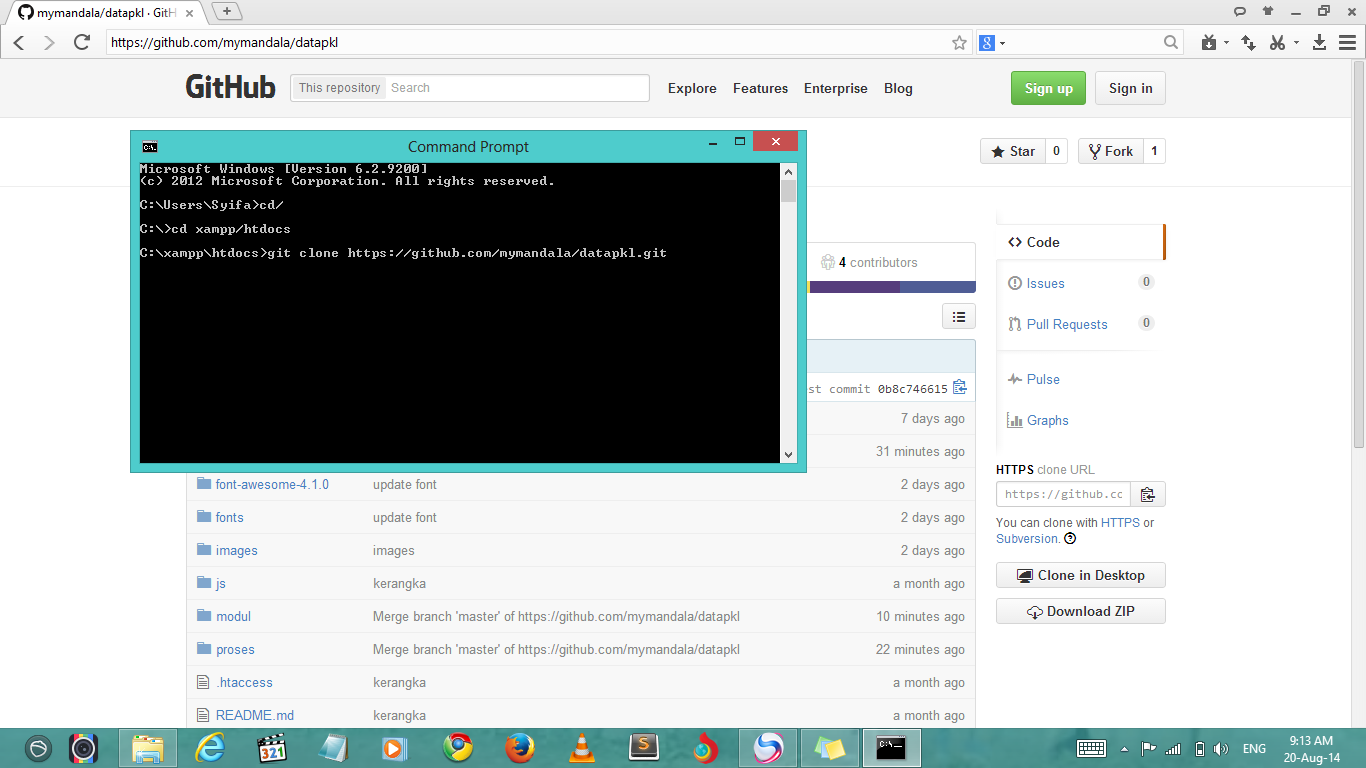 mymandala/datapkl · GitH
https://github.com/mymandala/datapkl
GitHub
This repository
Search
Explore
Features
Enterprise
Blog
Sign up
Sign in
Star
0
Fork
1
Command Prompt
Microsoft Windows [Version 6.2.9200]
(c) 2012 Microsoft Corporation. All rights reserved.
C:\Users\Syifa>cd/
C:\>cd xampp/htdocs
C:\xampp\htdocs>git clone https://github.com/mymandala/datapkl.git
4 contributors
st commit 0b8c746615
7 days ago
31 minutes ago
font-awesome-4.1.0 update font 2 days ago
fonts update font 2 days ago
images images 2 days ago
js kerangka a month ago
modul Merge branch 'master' of https://github.com/mymandala/datapkl 10 minutes ago
proses Merge branch 'master' of https://github.com/mymandala/datapkl 22 minutes ago
.htaccess kerangka a month ago
README.md kerangka a month ago
Code
Issues 0
Pull Requests 0
Pulse
Graphs
HTTPS clone URL
https://github.cc
You can clone with HTTPS or
Subversion.
Clone in Desktop
Download ZIP
321
ENG
9:13 AM
20-Aug-14